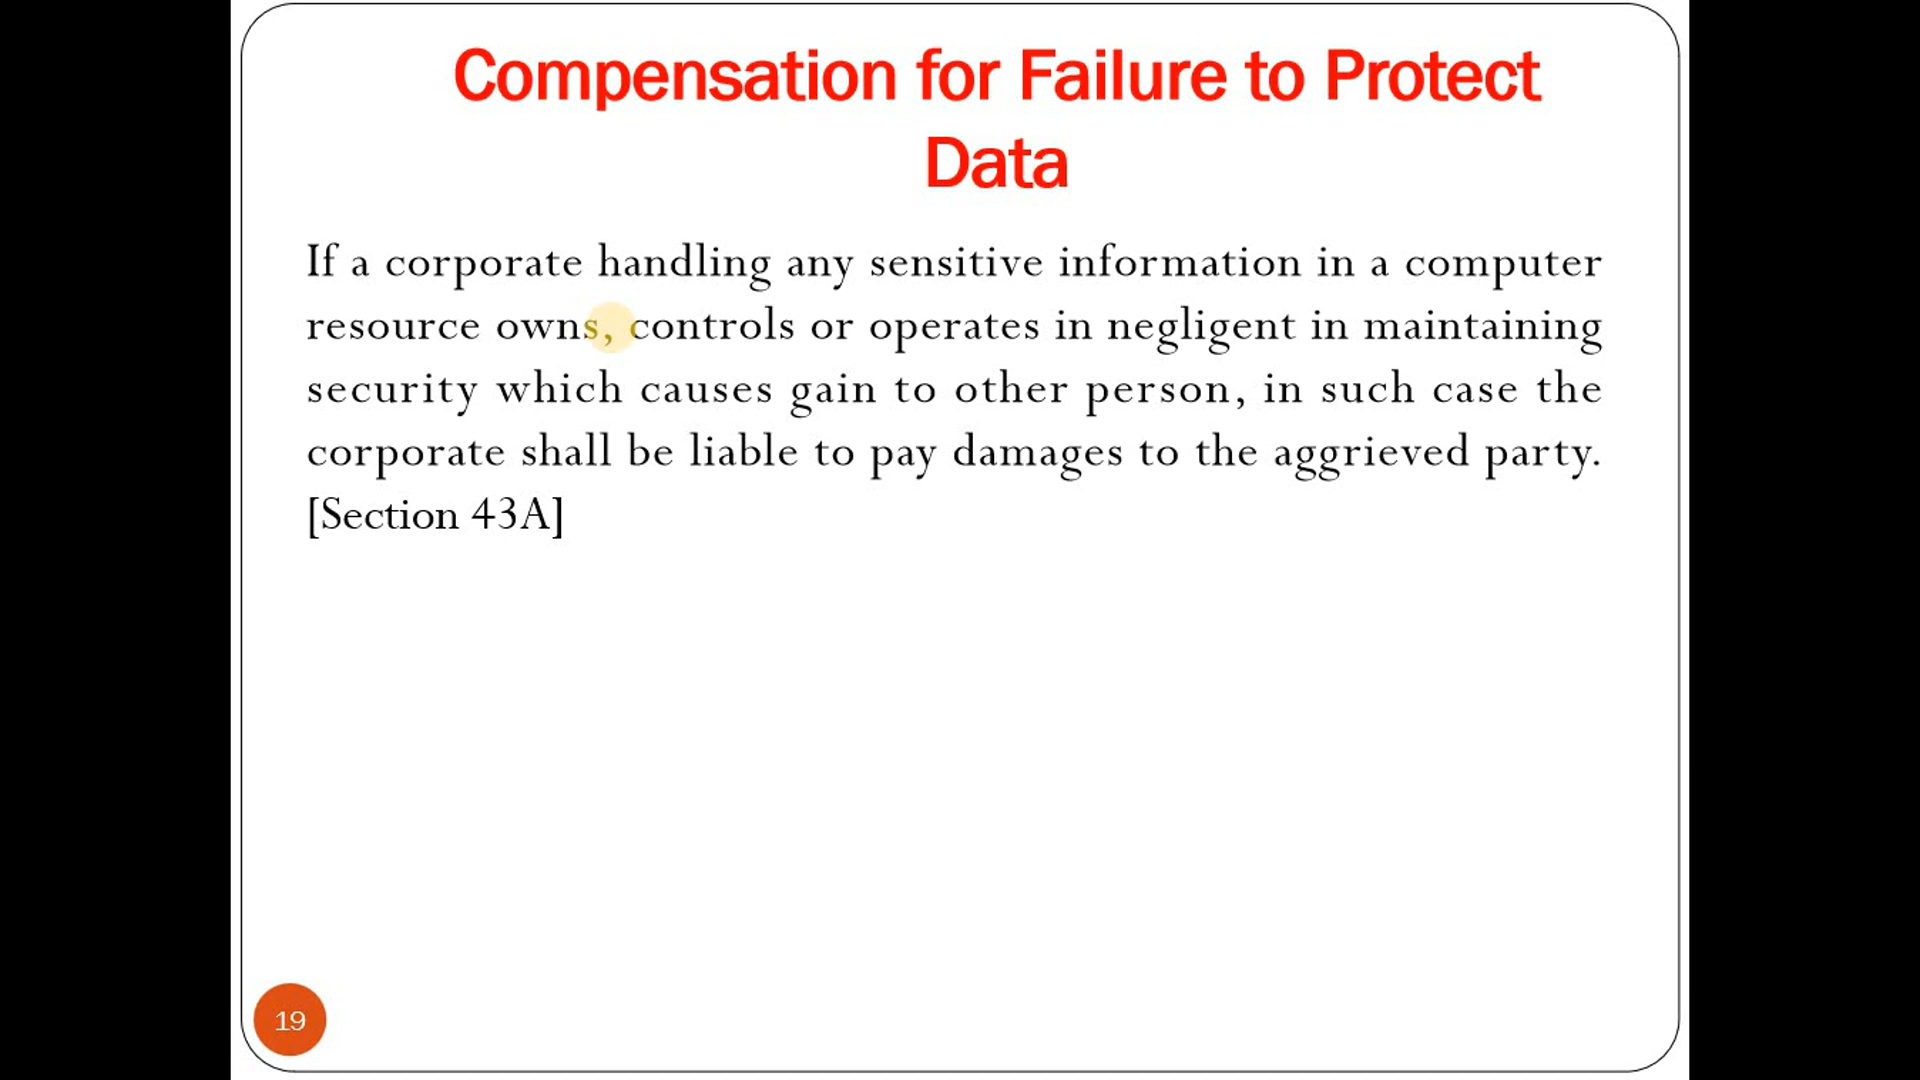 Compensation for Failure to Protect
Data
If a corporate handling any sensitive information in a computer
resource owns, controls or operates in negligent in maintaining
security which causes gain to other person, in such case the
corporate shall be liable to pay damages to the aggrieved party.
[Section 43A]
19